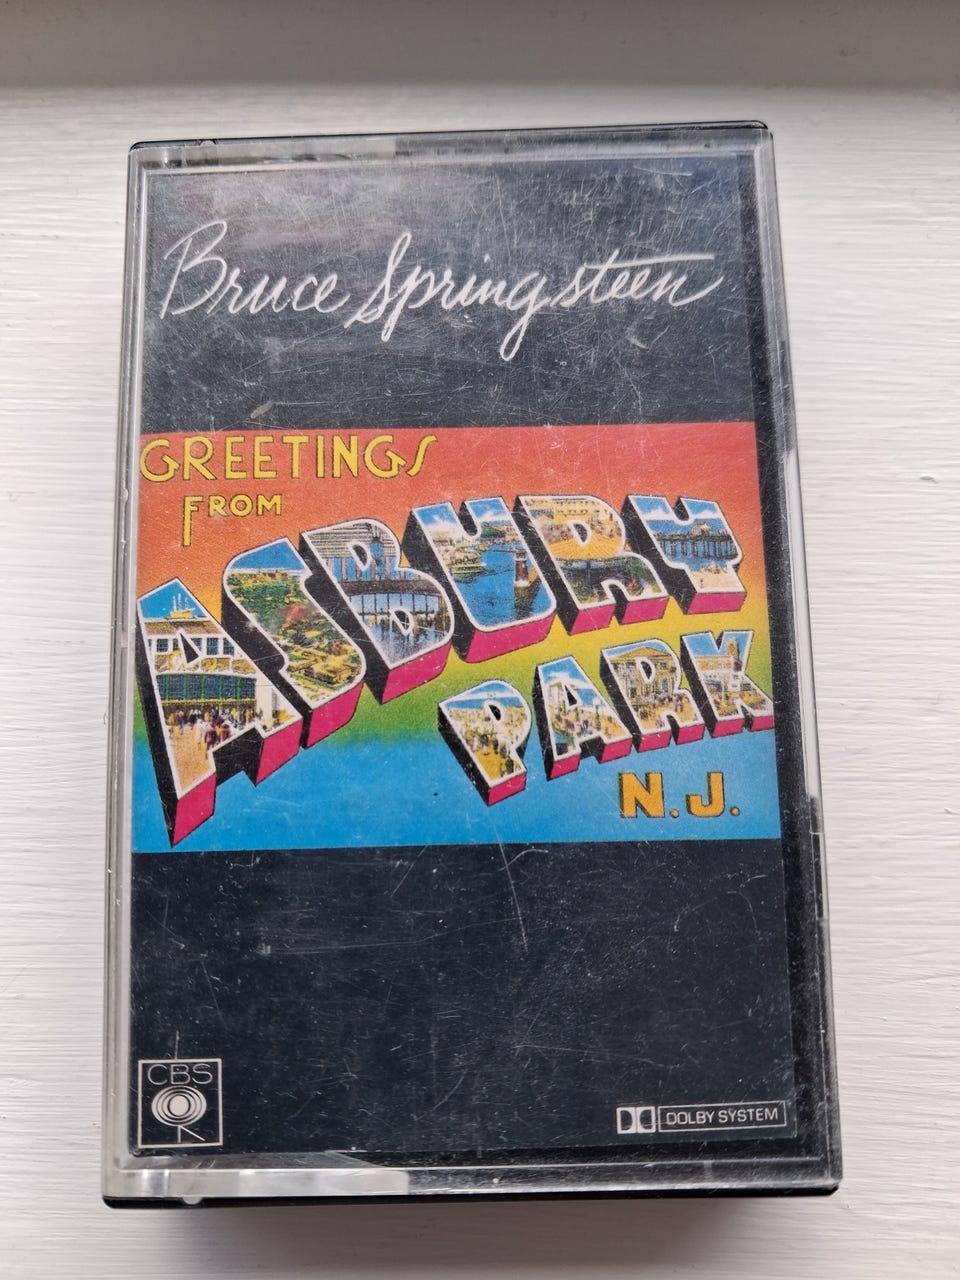 Bruce Springsteen
GREETINGS
FROM
ASBURY
PARK
N.J.
CBS
DOLBY SYSTEM